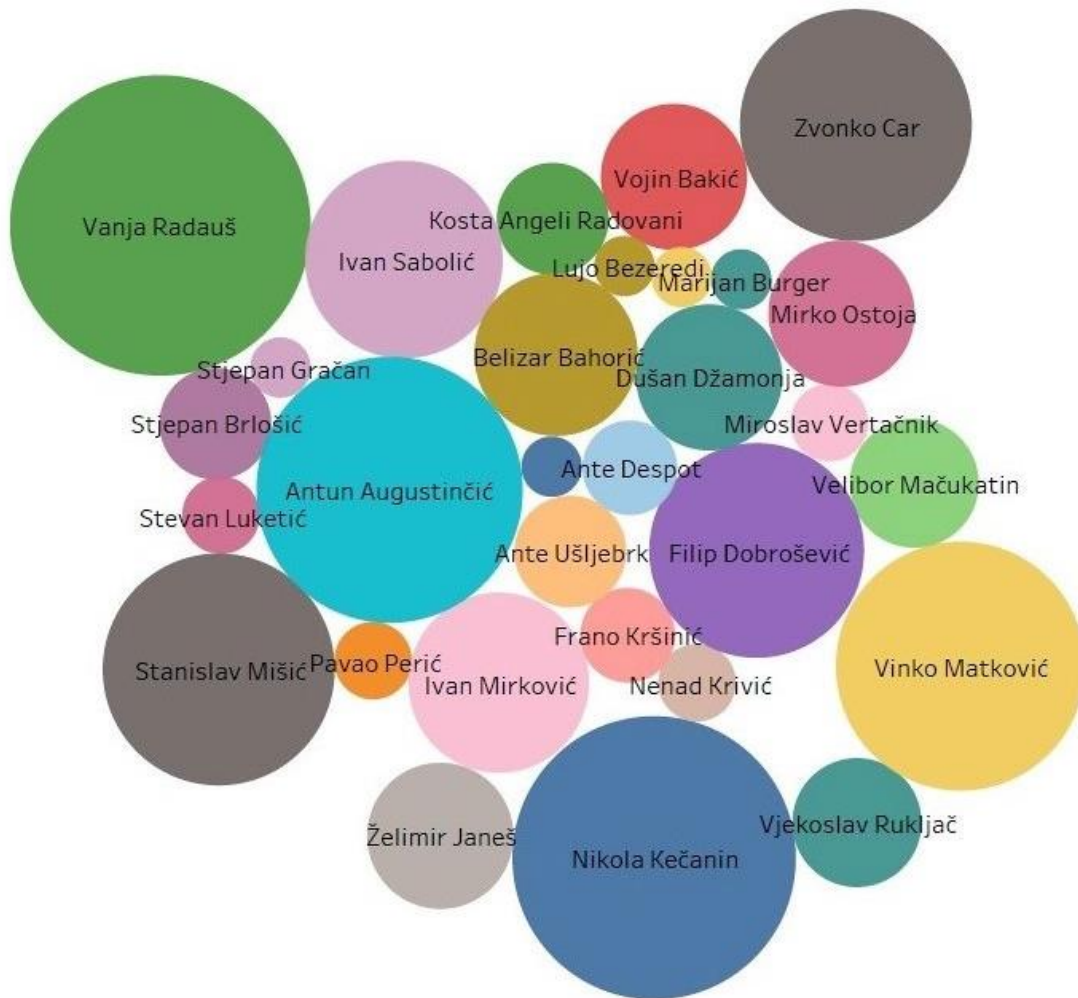 Zvonko Car
Vojin Bakić
Vanja Radauš
Kosta Angeli Radovani
Ivan Sabolić
Lujo Bezeredi
Marijan Burger
Mirko Ostoja
Belizar Bahorić
Stjepan Gračan
Dušan Džamonja
Stjepan Brlošić
Miroslav Vertačnik
Ante Despot
Velibor Mačukatin
Antun Augustinčić
Stevan Luketić
Ante Ušljebrk
Filip Dobrošević
Frano Kršinić
Pavao Perić
Vinko Matković
Stanislav Mišić
Ivan Mirković
Nenad Krivić
Vjekoslav Rukljač
Želimir Janeš
Nikola Kečanin